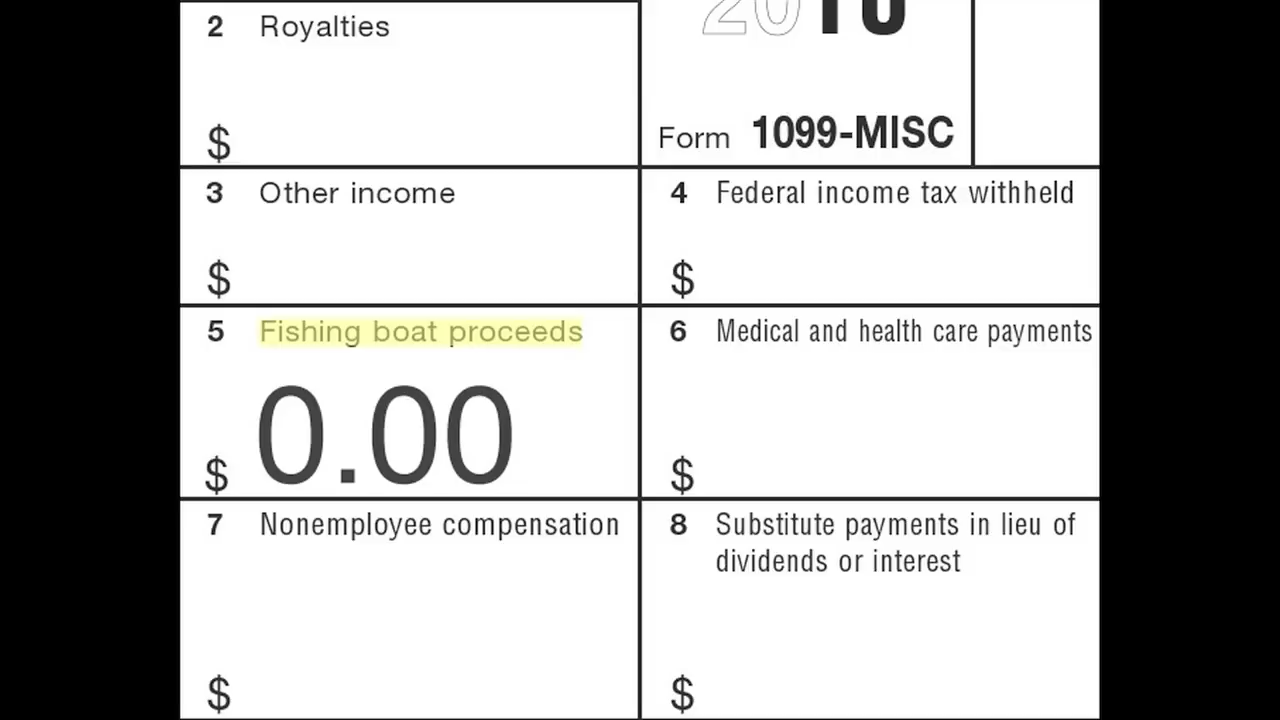 2 Royalties
$
Form 1099-MISC
3 Other income
$
4 Federal income tax withheld
$
5 Fishing boat proceeds
$ 0.00
6 Medical and health care payments
$
7 Nonemployee compensation
$
8 Substitute payments in lieu of
dividends or interest
$